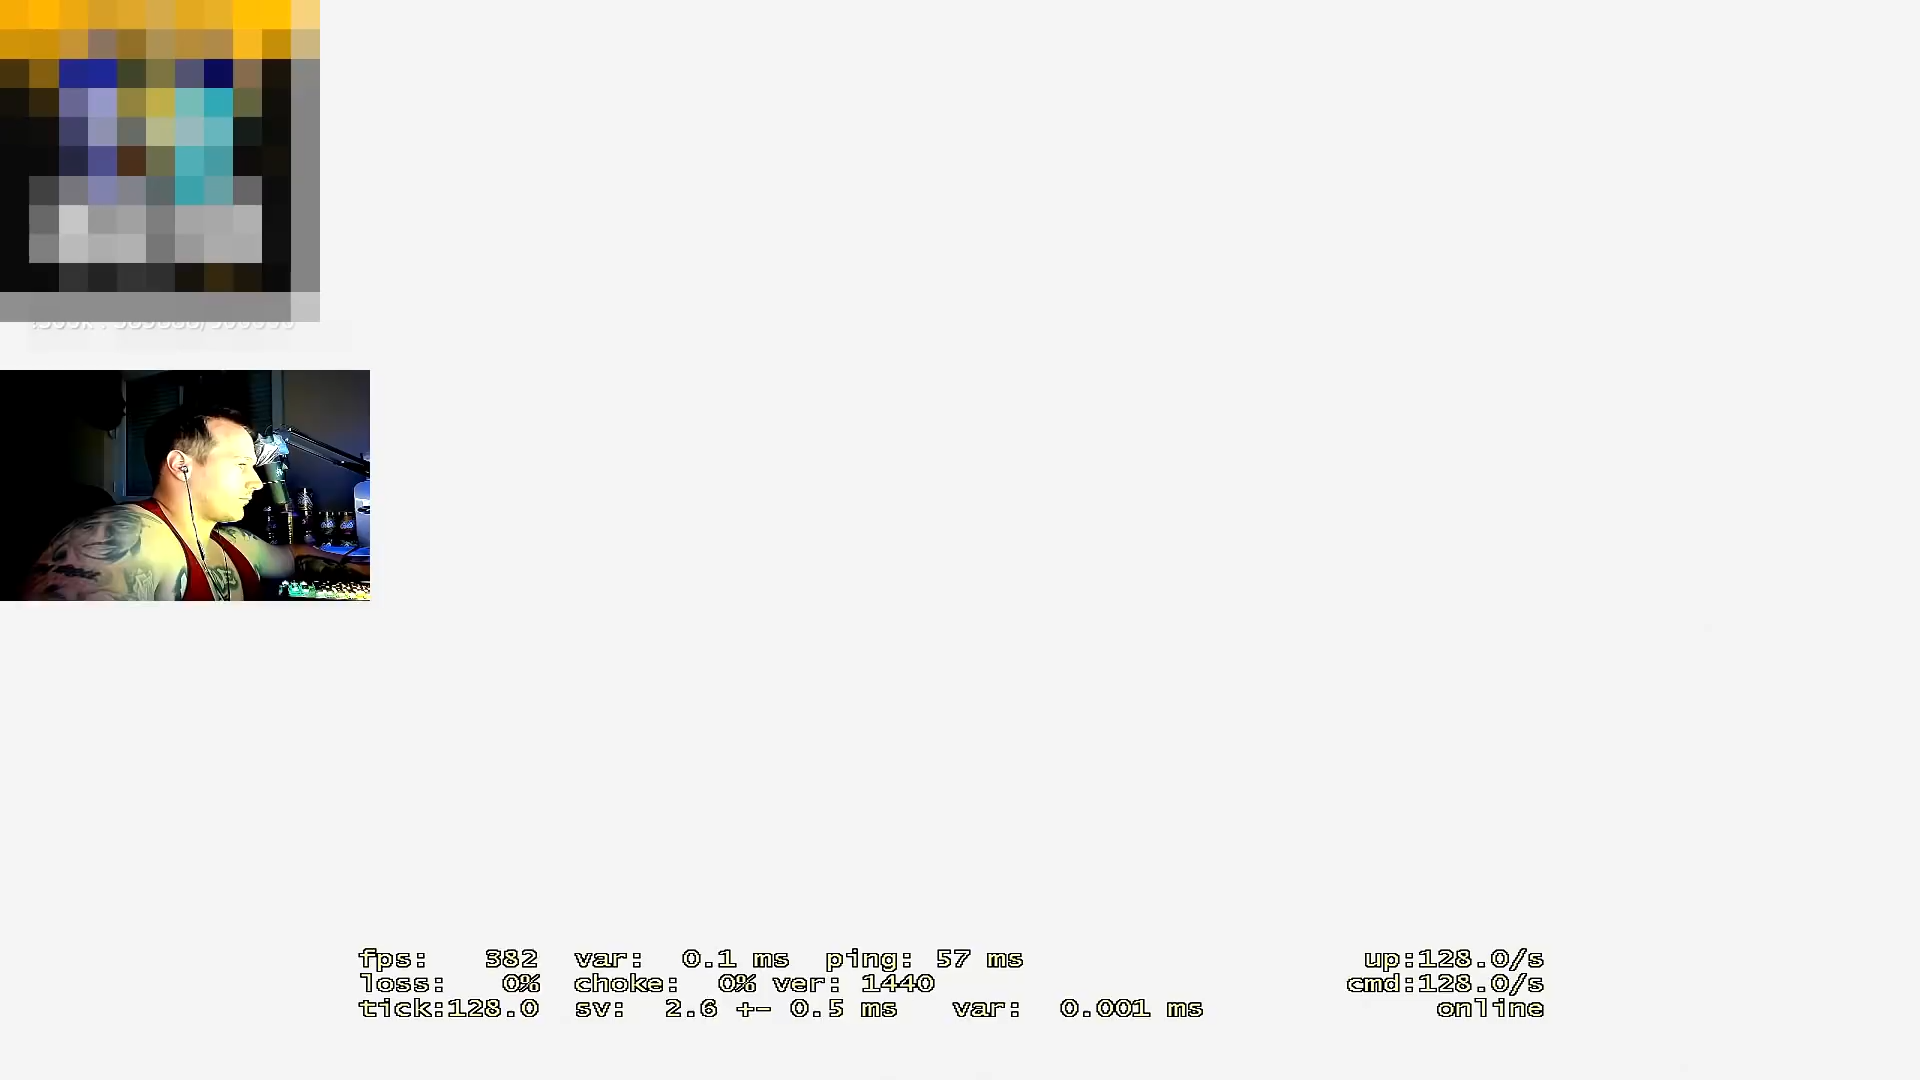 fps: 382 var: 0.1 ms ping: 57 ms up:128.0/s
loss: 0% choke: 0% ver: 1440 cmd:128.0/s
tick:128.0 sv: 2.6 +- 0.5 ms var: 0.001 ms online